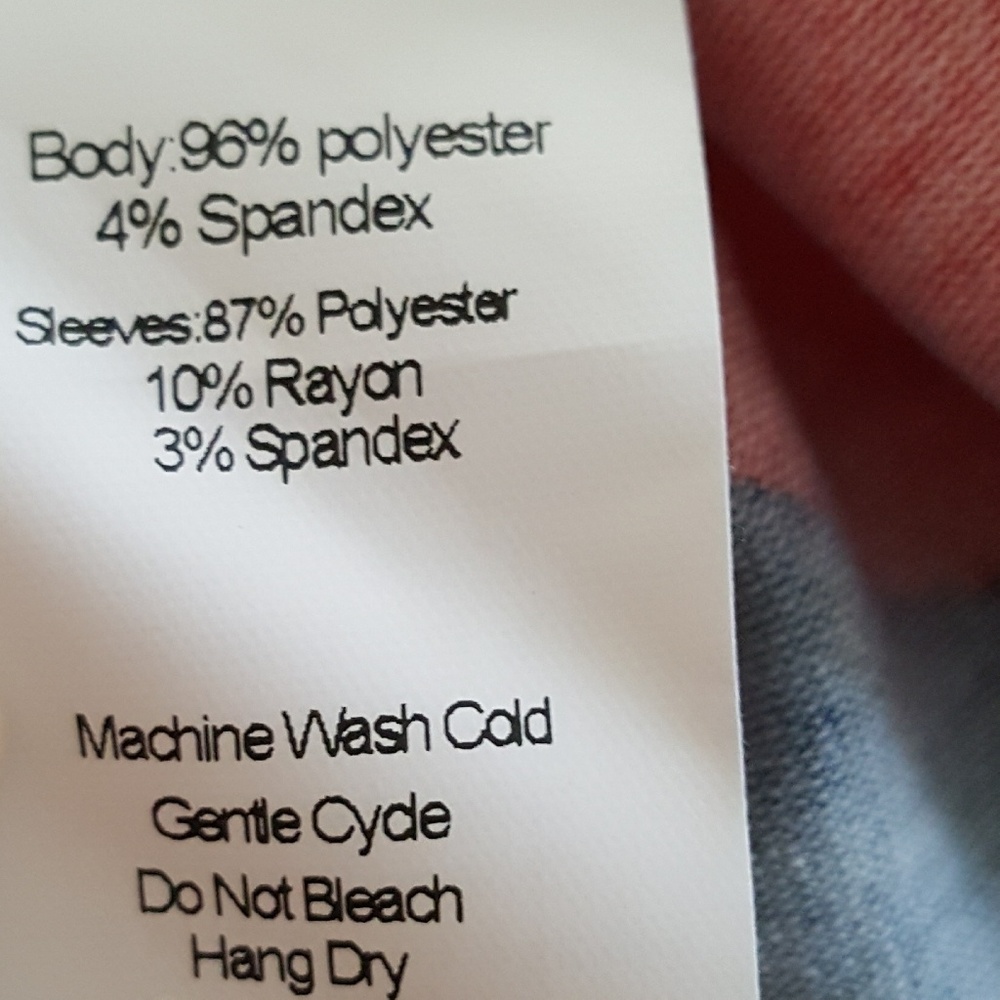 Body:96% polyester
4% Spandex
Sleeves:87% Polyester
10% Rayon
3% Spandex
Machine Wash Cold
Gentle Cycle
Do Not Bleach
Hang Dry